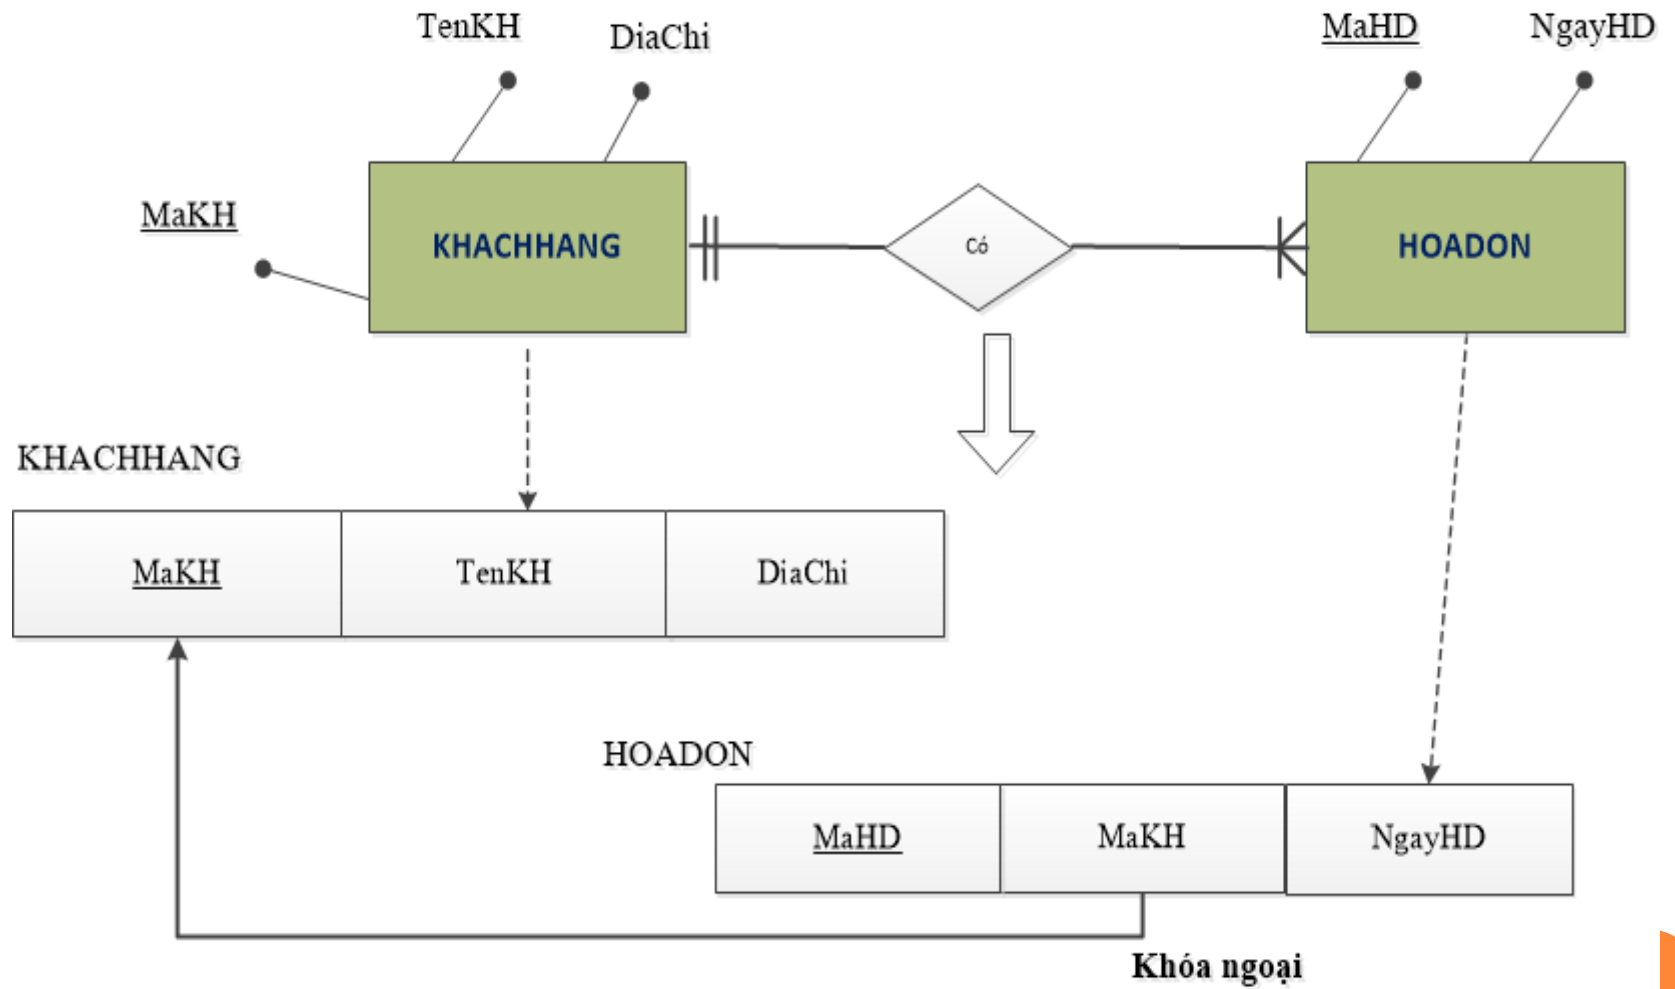 TenKH
DiaChi
MaHD
NgayHD
MaKH
KHACHHANG
Có
HOADON
KHACHHANG
MaKH
TenKH
DiaChi
HOADON
MaHD
MaKH
NgayHD
Khóa ngoại